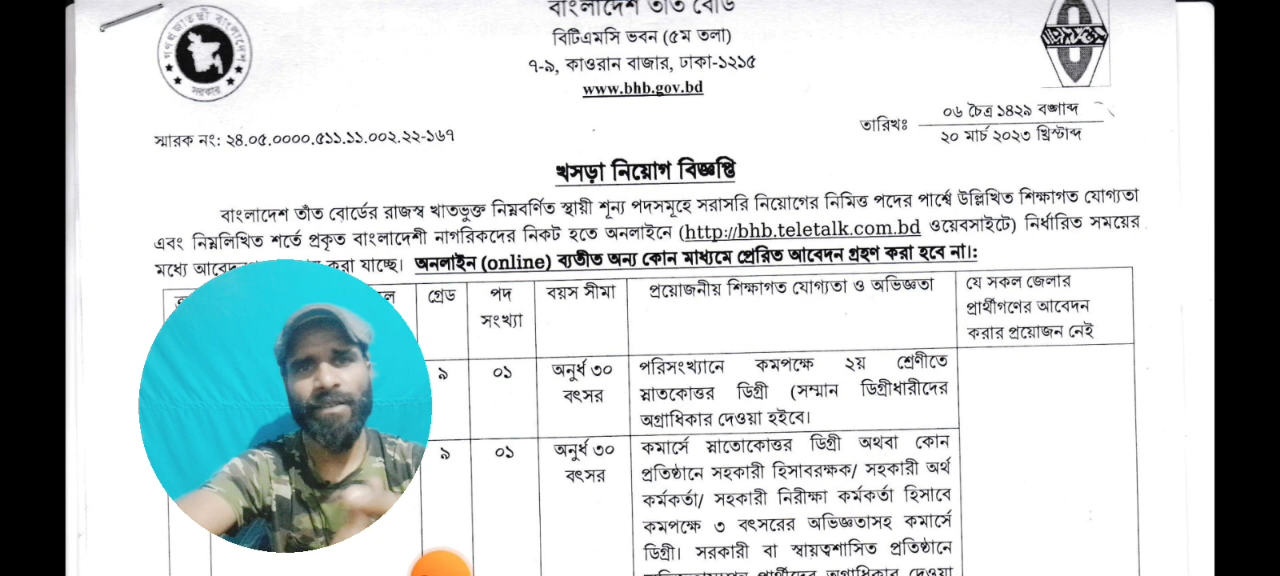 বাংলাদেশ তাঁত বোর্ড
বিটিএমসি ভবন (৫ম তলা)
৭-৯, কাওরান বাজার, ঢাকা-১২১৫
www.bhb.gov.bd
গণপ্রজাতন্ত্রী বাংলাদেশ
সরকার
স্মারক নং: ২৪.০৫.০০০০.৫১১.১১.০০২.২২-১৬৭
তারিখঃ
০৬ চৈত্র ১৪২৯ বঙ্গাব্দ
২০ মার্চ ২০২৩ খ্রিস্টাব্দ
খসড়া নিয়োগ বিজ্ঞপ্তি
বাংলাদেশ তাঁত বোর্ডের রাজস্ব খাতভুক্ত নিম্নবর্ণিত স্থায়ী শূন্য পদসমূহে সরাসরি নিয়োগের নিমিত্ত পদের পার্শ্বে উল্লিখিত শিক্ষাগত যোগ্যতা
এবং নিম্নলিখিত শর্তে প্রকৃত বাংলাদেশী নাগরিকদের নিকট হতে অনলাইনে (http://bhb.teletalk.com.bd ওয়েবসাইটে) নির্ধারিত সময়ের
মধ্যে করা যাচ্ছে। অনলাইন (online) ব্যতীত অন্য কোন মাধ্যমে প্রেরিত আবেদন গ্রহণ করা হবে না।:
গ্রেড
পদ
সংখ্যা
বয়স সীমা
প্রয়োজনীয় শিক্ষাগত যোগ্যতা ও অভিজ্ঞতা
যে সকল জেলার
প্রার্থীগণের আবেদন
করার প্রয়োজন নেই
৯
০১
অনুর্ধ ৩০
বৎসর
পরিসংখ্যানে কমপক্ষে ২য় শ্রেণীতে
স্নাতকোত্তর ডিগ্রী (সম্মান ডিগ্রীধারীদের
অগ্রাধিকার দেওয়া হইবে।
৯
০১
অনুর্ধ ৩০
বৎসর
কমার্সে স্নাতোকোত্তর ডিগ্রী অথবা কোন
প্রতিষ্ঠানে সহকারী হিসাবরক্ষক/ সহকারী অর্থ
কর্মকর্তা/ সহকারী নিরীক্ষা কর্মকর্তা হিসাবে
কমপক্ষে ৩ বৎসরের অভিজ্ঞতাসহ কমার্সে
ডিগ্রী। সরকারী বা স্বায়ত্বশাসিত প্রতিষ্ঠানে
প্রার্থীদের অগ্রাধিকার দেওয়া